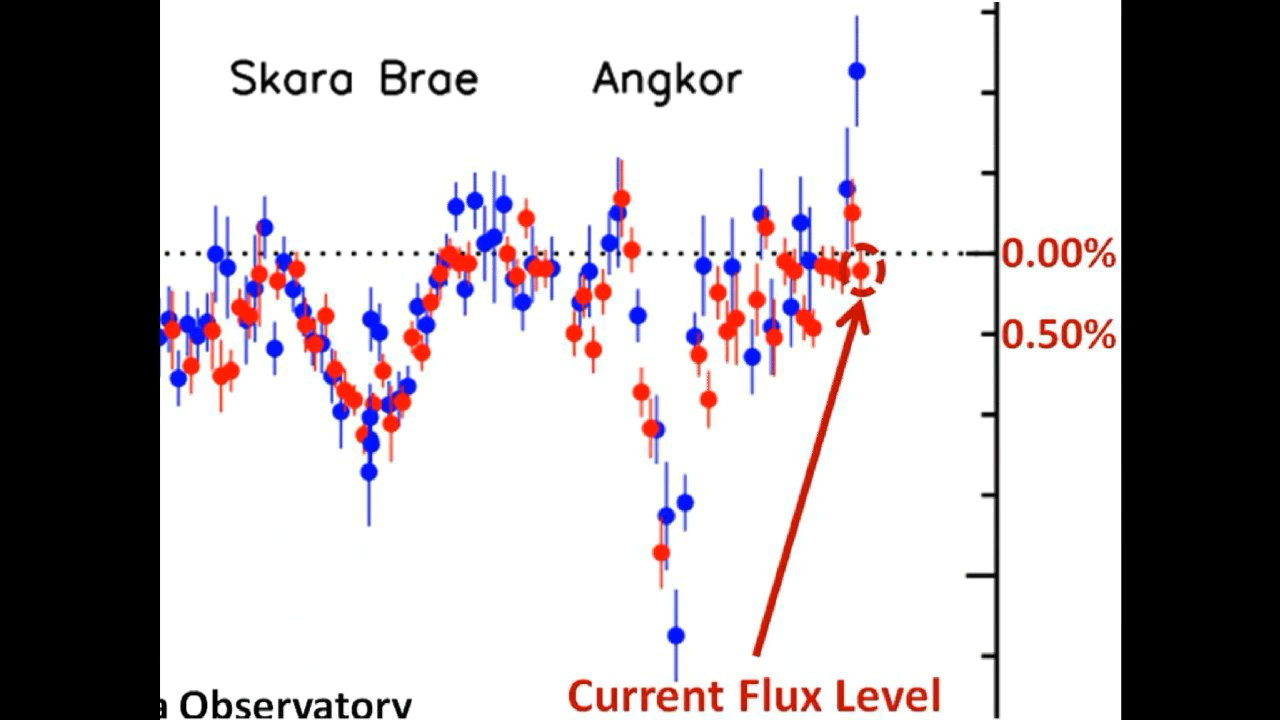 Skara Brae Angkor
0.00%
0.50%
a Observatory
Current Flux Level